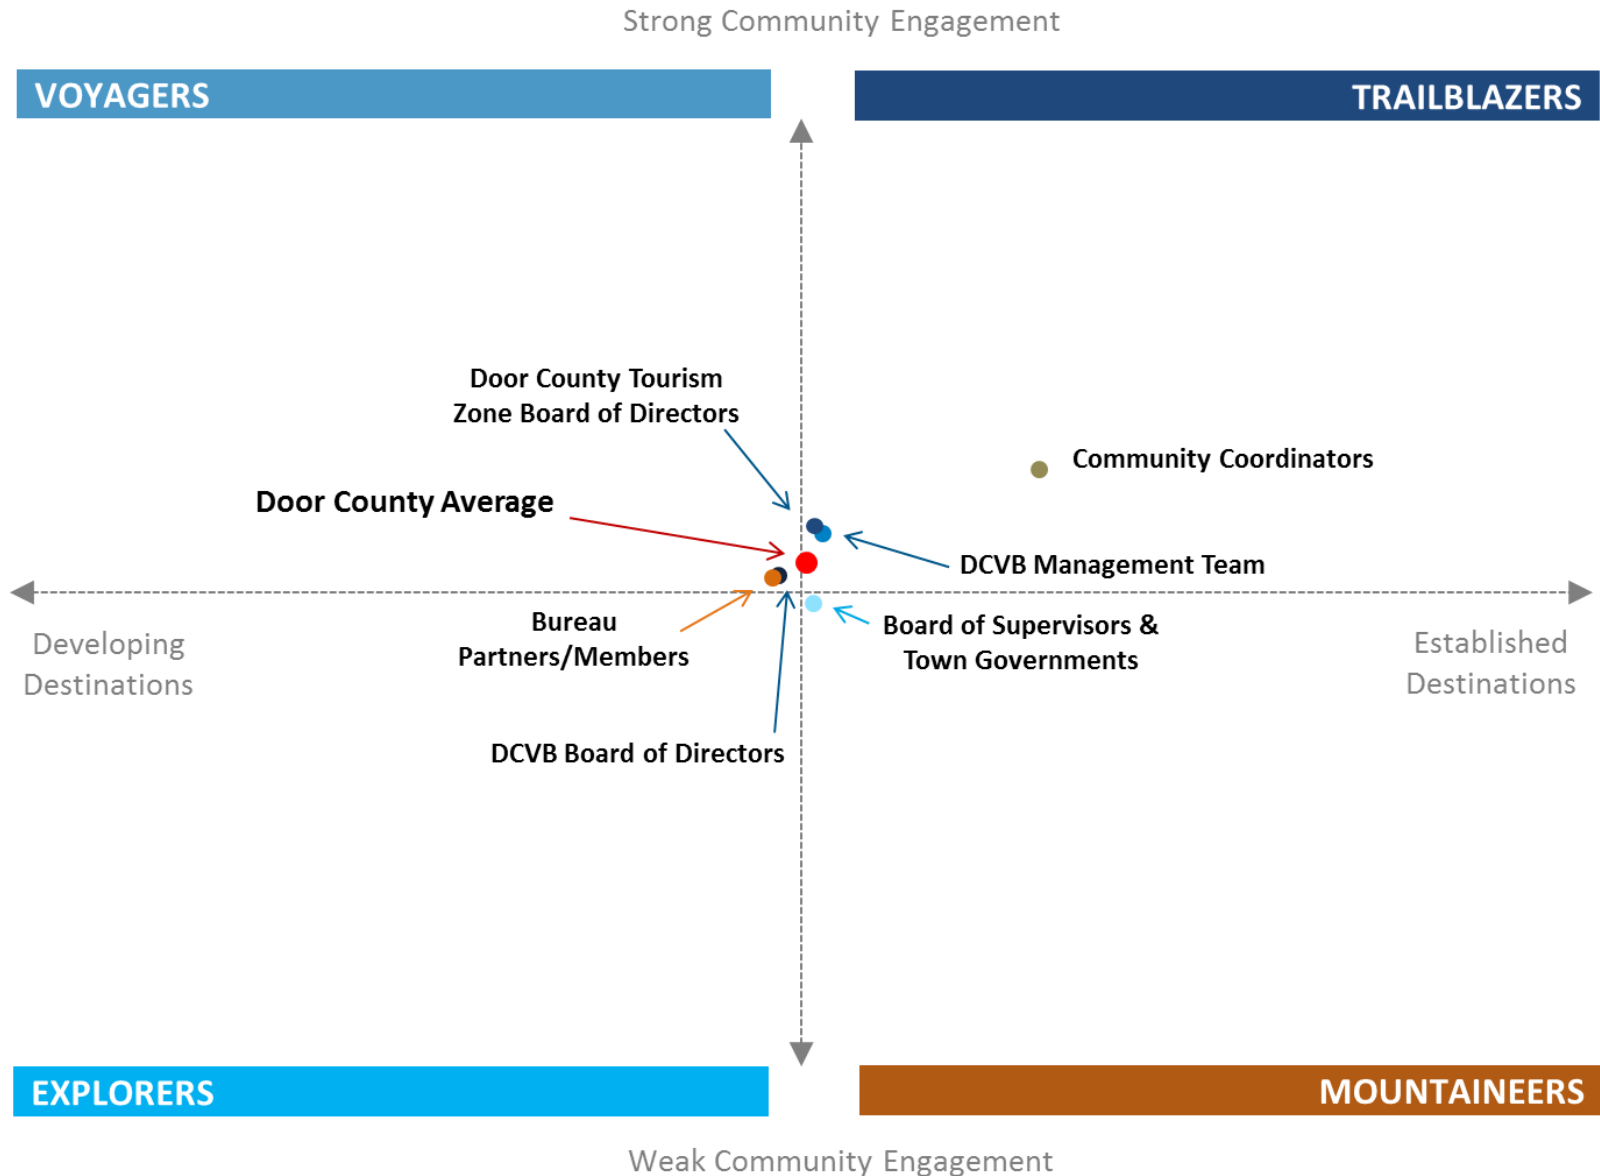 Strong Community Engagement
VOYAGERS
TRAILBLAZERS
Door County Tourism
Zone Board of Directors
Community Coordinators
Door County Average
DCVB Management Team
Bureau
Partners/Members
Board of Supervisors &
Town Governments
Developing
Destinations
Established
Destinations
DCVB Board of Directors
EXPLORERS
MOUNTAINEERS
Weak Community Engagement